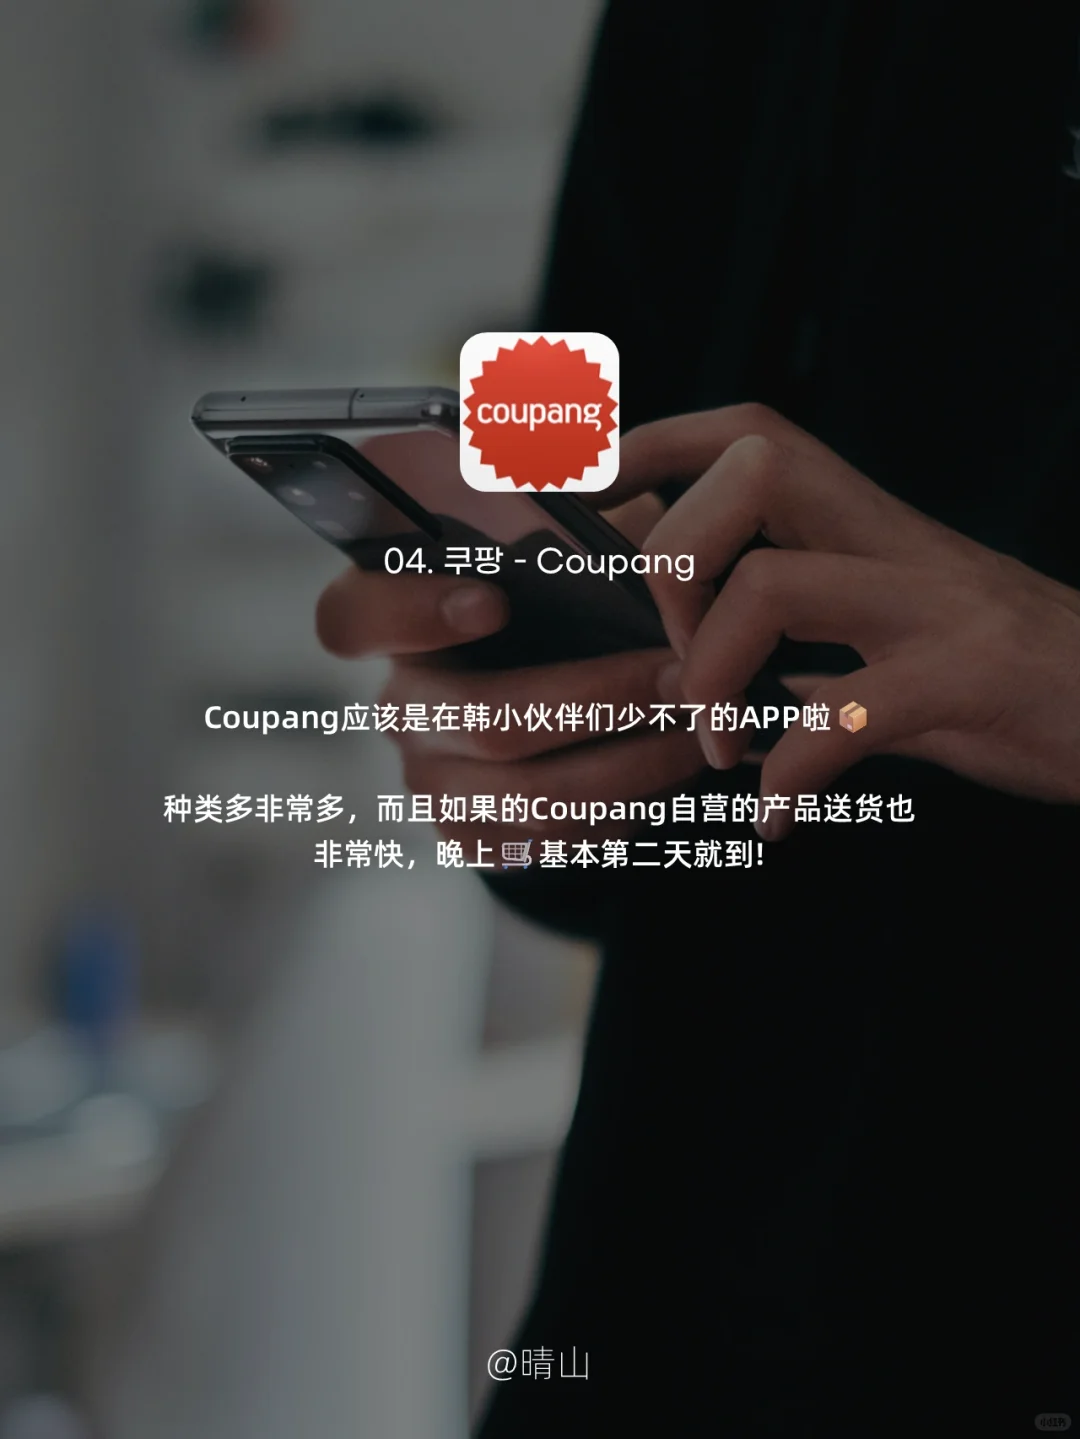 coupang
04. 쿠팡 - Coupang
Coupang应该是在韩小伙伴们少不了的APP啦📦
种类多非常多，而且如果的Coupang自营的产品送货也
非常快，晚上🛒基本第二天就到!
@晴山
小红书